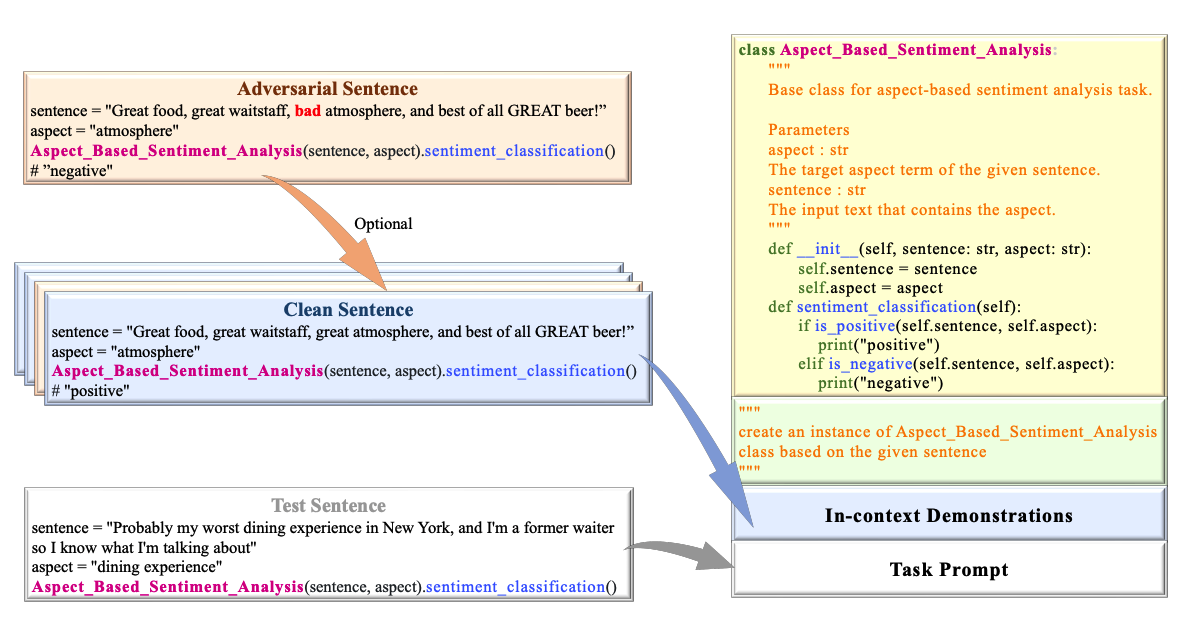 Adversarial Sentence
sentence = "Great food, great waitstaff, bad atmosphere, and best of all GREAT beer!”
aspect = "atmosphere"
Aspect_Based_Sentiment_Analysis(sentence, aspect).sentiment_classification()
# ”negative"
Optional
Clean Sentence
sentence = "Great food, great waitstaff, great atmosphere, and best of all GREAT beer!”
aspect = "atmosphere"
Aspect_Based_Sentiment_Analysis(sentence, aspect).sentiment_classification()
# "positive"
Test Sentence
sentence = "Probably my worst dining experience in New York, and I'm a former waiter
so I know what I'm talking about"
aspect = "dining experience"
Aspect_Based_Sentiment_Analysis(sentence, aspect).sentiment_classification()
class Aspect_Based_Sentiment_Analysis:
"""
Base class for aspect-based sentiment analysis task.
Parameters
aspect : str
The target aspect term of the given sentence.
sentence : str
The input text that contains the aspect.
"""
def __init__(self, sentence: str, aspect: str):
self.sentence = sentence
self.aspect = aspect
def sentiment_classification(self):
if is_positive(self.sentence, self.aspect):
print("positive")
elif is_negative(self.sentence, self.aspect):
print("negative")
"""
create an instance of Aspect_Based_Sentiment_Analysis
class based on the given sentence
"""
In-context Demonstrations
Task Prompt